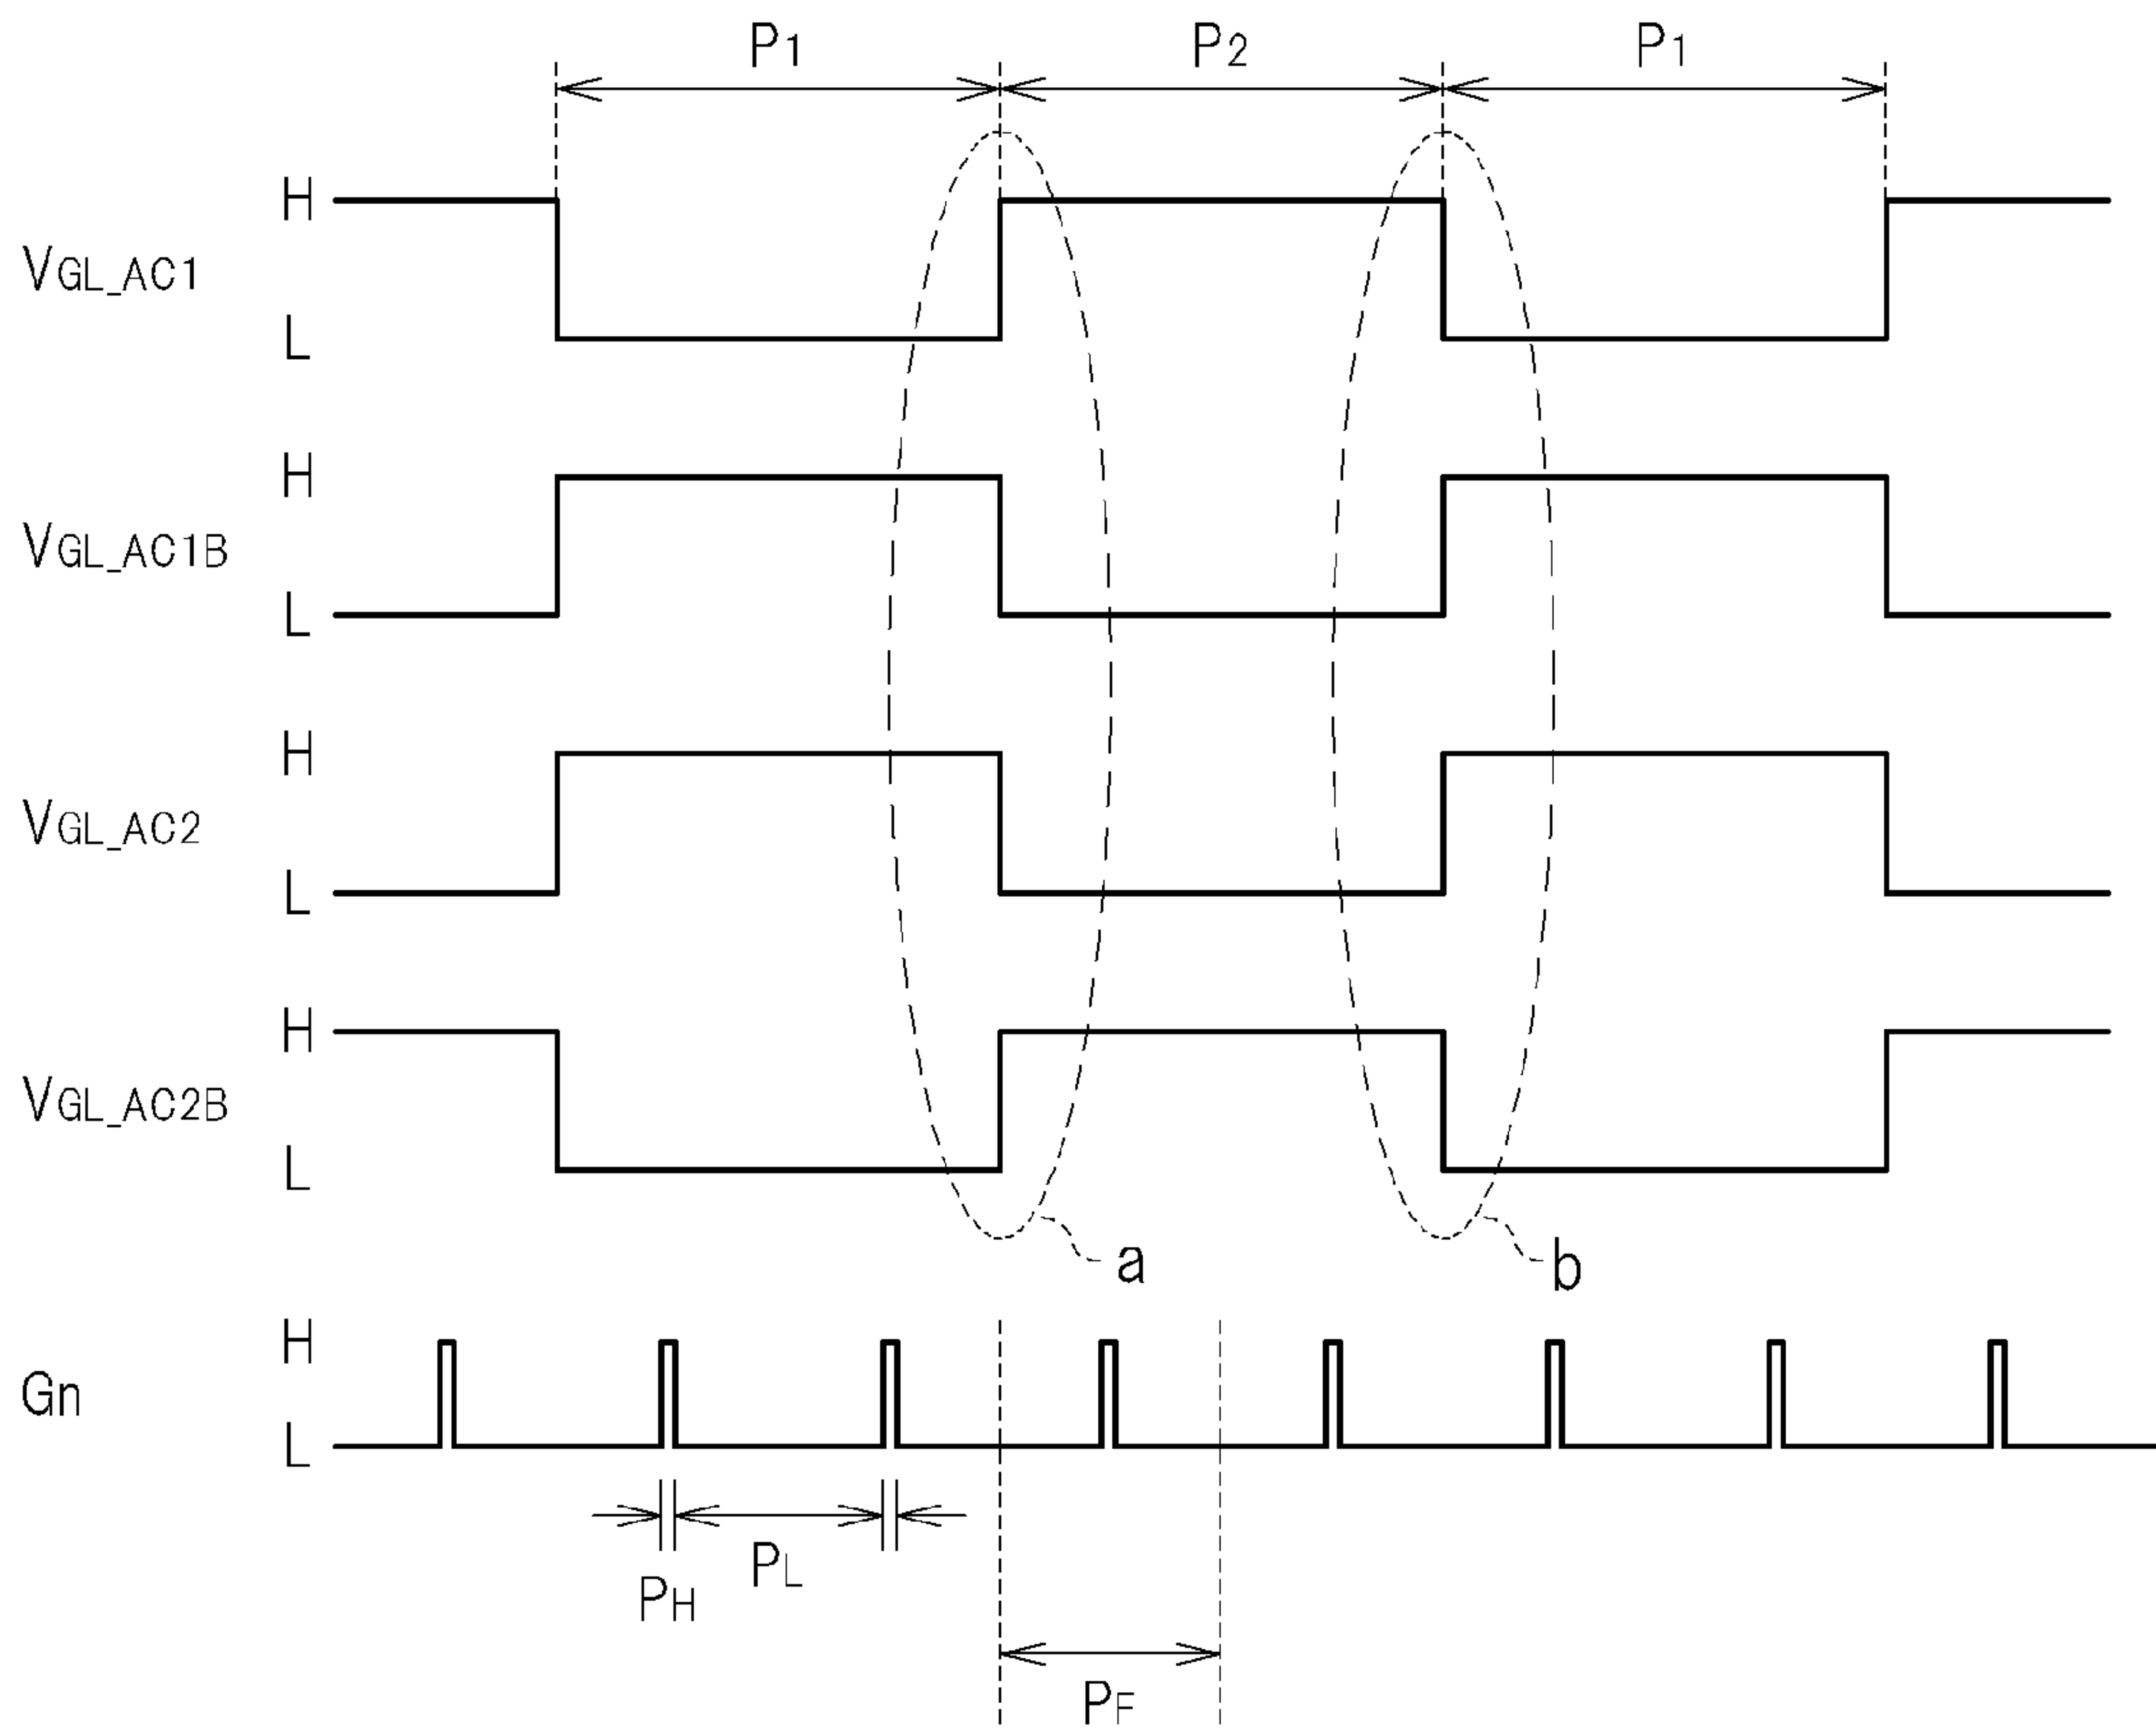 P1 P2 P1
H
VGL_AC1
L
H
VGL_AC1B
L
H
VGL_AC2
L
H
VGL_AC2B
L
a b
H
Gn
L
PL
PH
PF